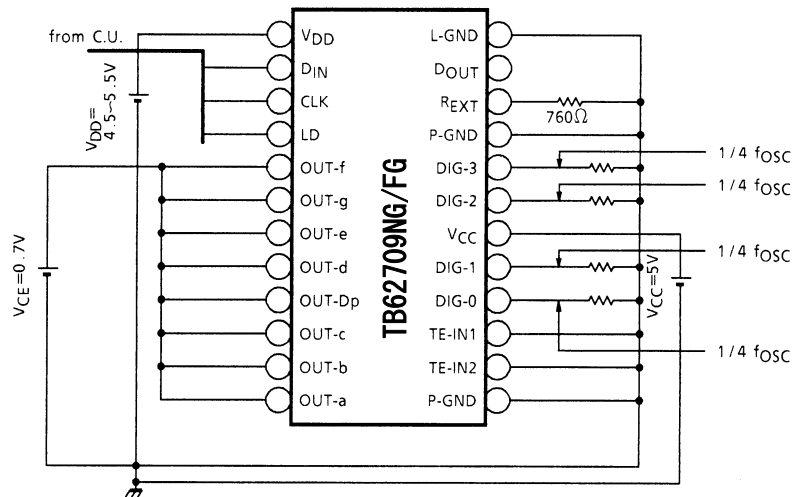 from C.U.
VDD=
4.5~5.5V
VCE=0.7V
VDD
DIN
CLK
LD
OUT-f
OUT-g
OUT-e
OUT-d
OUT-Dp
OUT-c
OUT-b
OUT-a
TB62709NG/FG
L-GND
DOUT
REXT
P-GND
DIG-3
DIG-2
VCC
DIG-1
DIG-0
TE-IN1
TE-IN2
P-GND
760Ω
1/4 fOSC
1/4 fOSC
1/4 fOSC
VCC=5V
1/4 fOSC